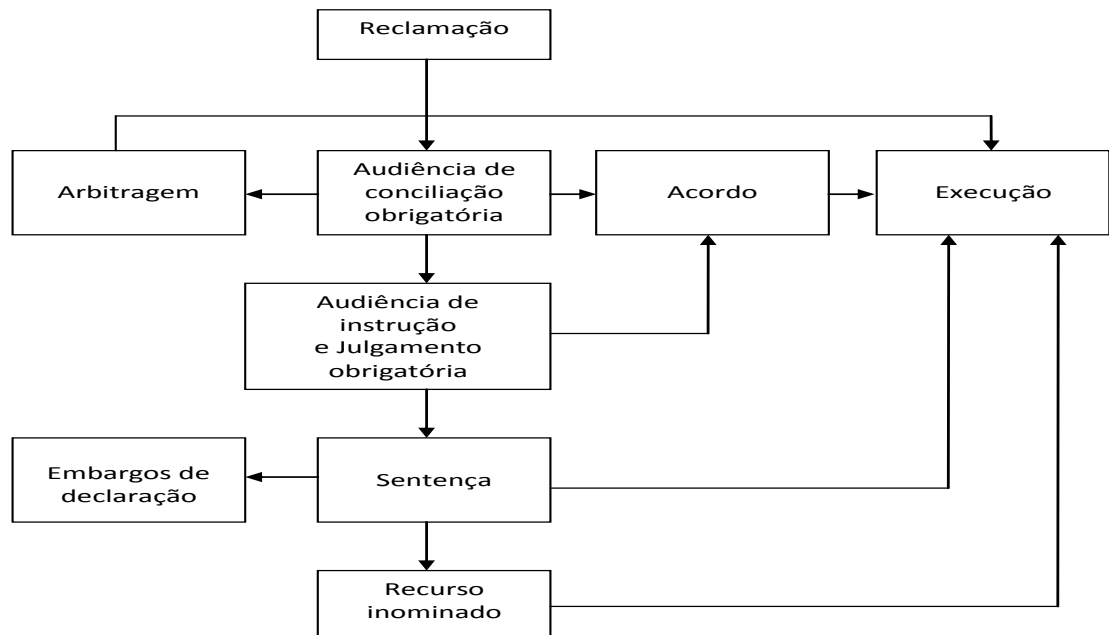 Reclamação
Arbitragem
Audiência de
conciliação
obrigatória
Acordo
Execução
Audiência de
instrução
e Julgamento
obrigatória
Embargos de
declaração
Sentença
Recurso
inominado